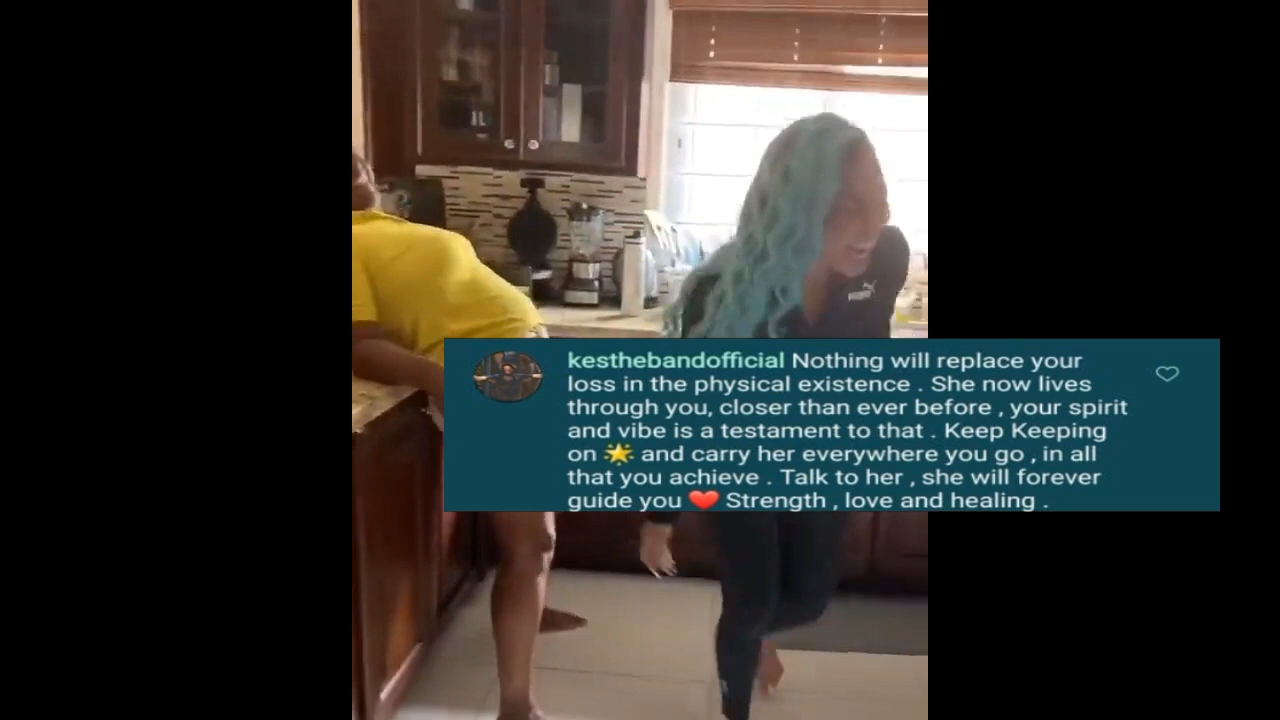 kesthebandofficial Nothing will replace your
loss in the physical existence . She now lives
through you, closer than ever before , your spirit
and vibe is a testament to that . Keep Keeping
on 🌟 and carry her everywhere you go , in all
that you achieve . Talk to her , she will forever
guide you ❤️ Strength , love and healing .